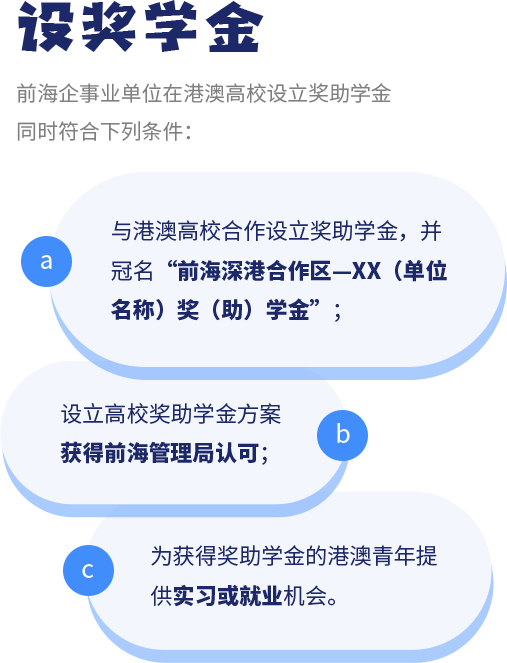 设奖学金
前海企事业单位在港澳高校设立奖助学金
同时符合下列条件：
a
与港澳高校合作设立奖助学金，并
冠名“前海深港合作区—XX（单位
名称）奖（助）学金”；
设立高校奖助学金方案
获得前海管理局认可；
b
c
为获得奖助学金的港澳青年提
供实习或就业机会。